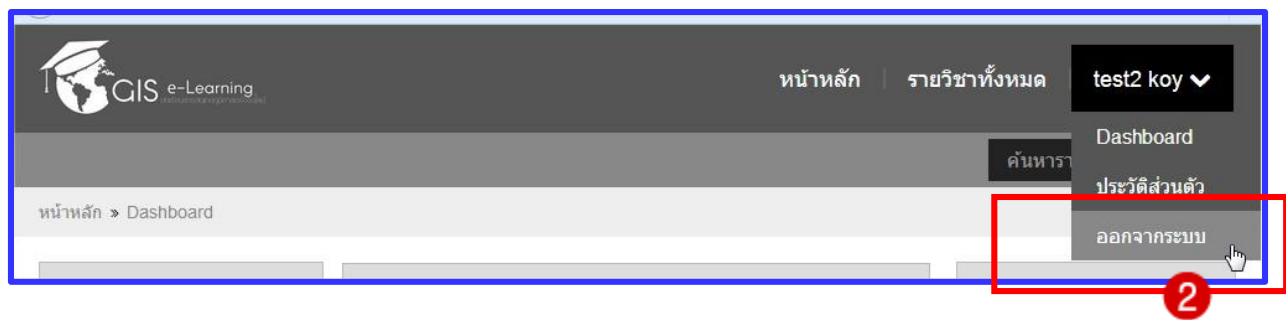 GIS e-Learning
หน้าหลัก รายวิชาทั้งหมด test2 koy
Dashboard
ค้นหารา
ประวัติส่วนตัว
หน้าหลัก » Dashboard
ออกจากระบบ
2